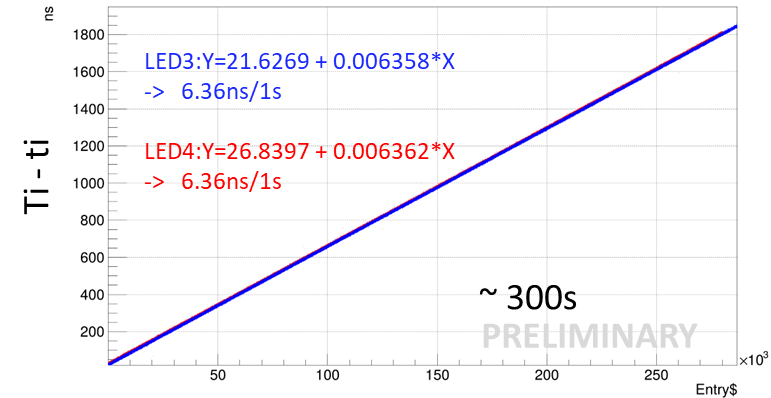 ns
1800
1600
1400
1200
1000
800
600
400
200
Ti - ti
LED3:Y=21.6269 + 0.006358*X
-> 6.36ns/1s
LED4:Y=26.8397 + 0.006362*X
-> 6.36ns/1s
~ 300s
PRELIMINARY
50
100
150
200
250
×10³
Entry$